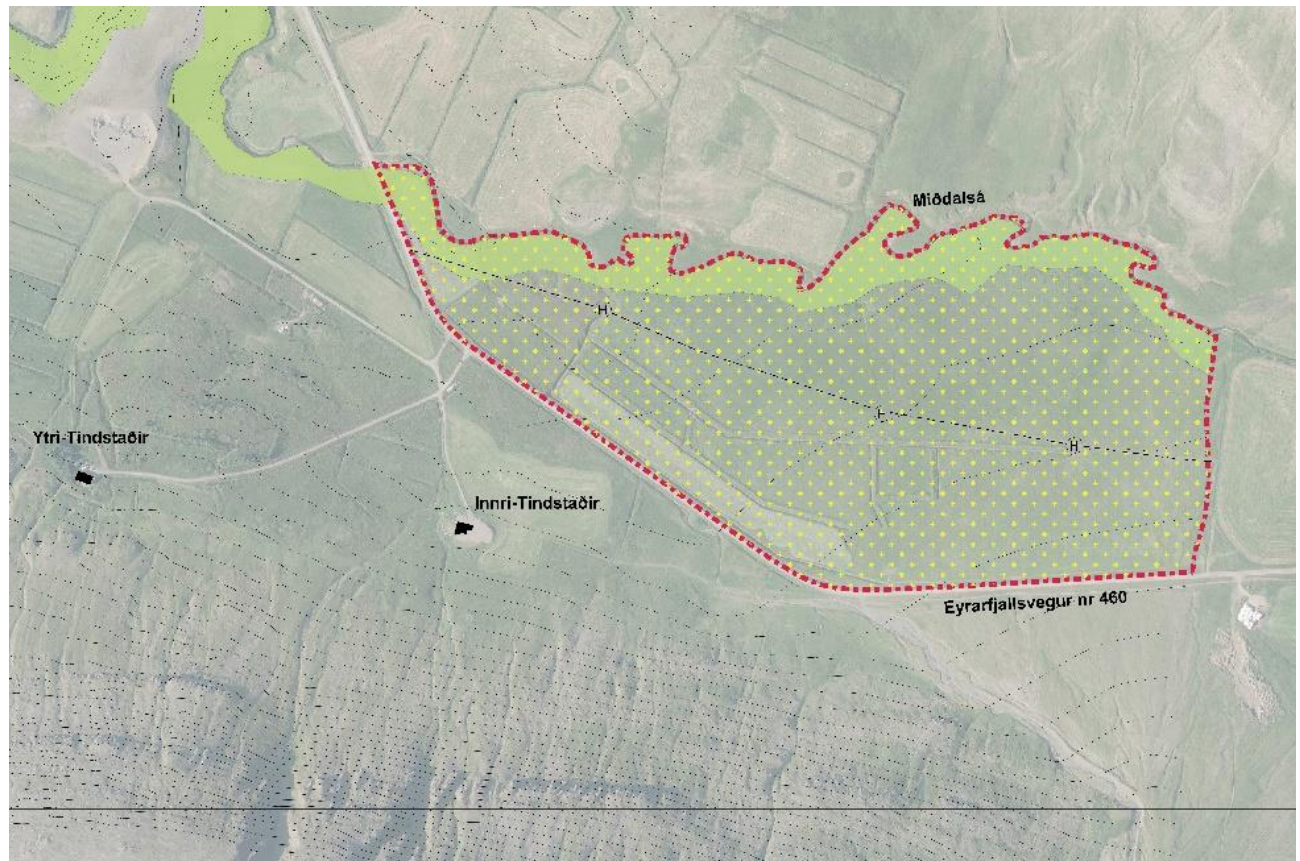 Miðdalsá
H
H
H
Ytri-Tindstaðir
Innri-Tindstaðir
Eyrarfjallsvegur nr 460